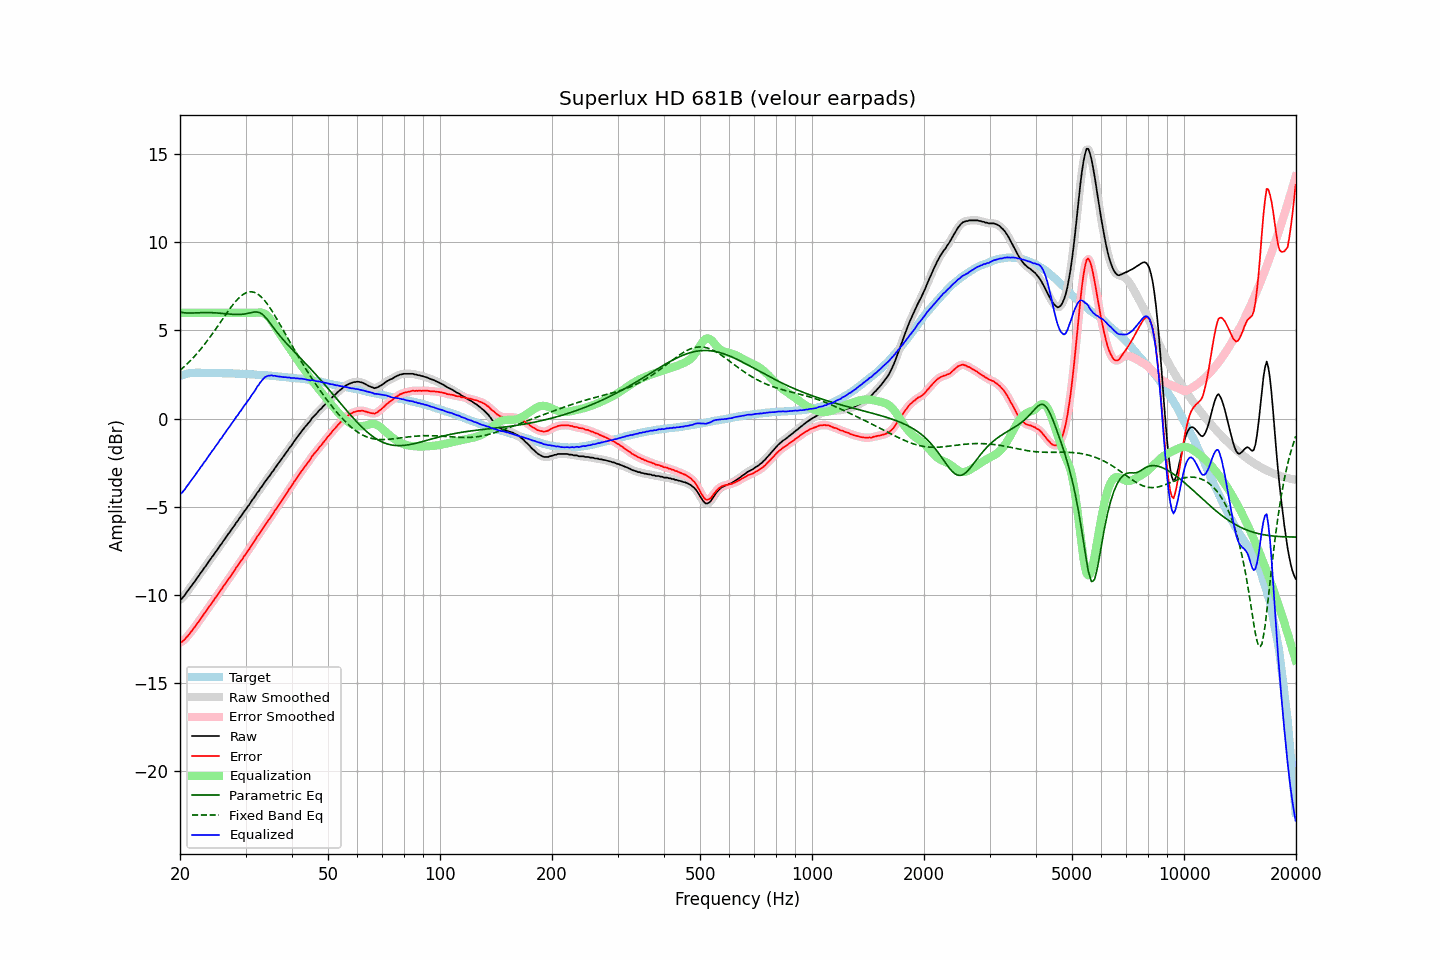 Superlux HD 681B (velour earpads)
Amplitude (dBr)
15
10
5
0
−5
−10
−15
−20
Target
Raw Smoothed
Error Smoothed
Raw
Error
Equalization
Parametric Eq
Fixed Band Eq
Equalized
20 50 100 200 500 1000 2000 5000 10000 20000
Frequency (Hz)